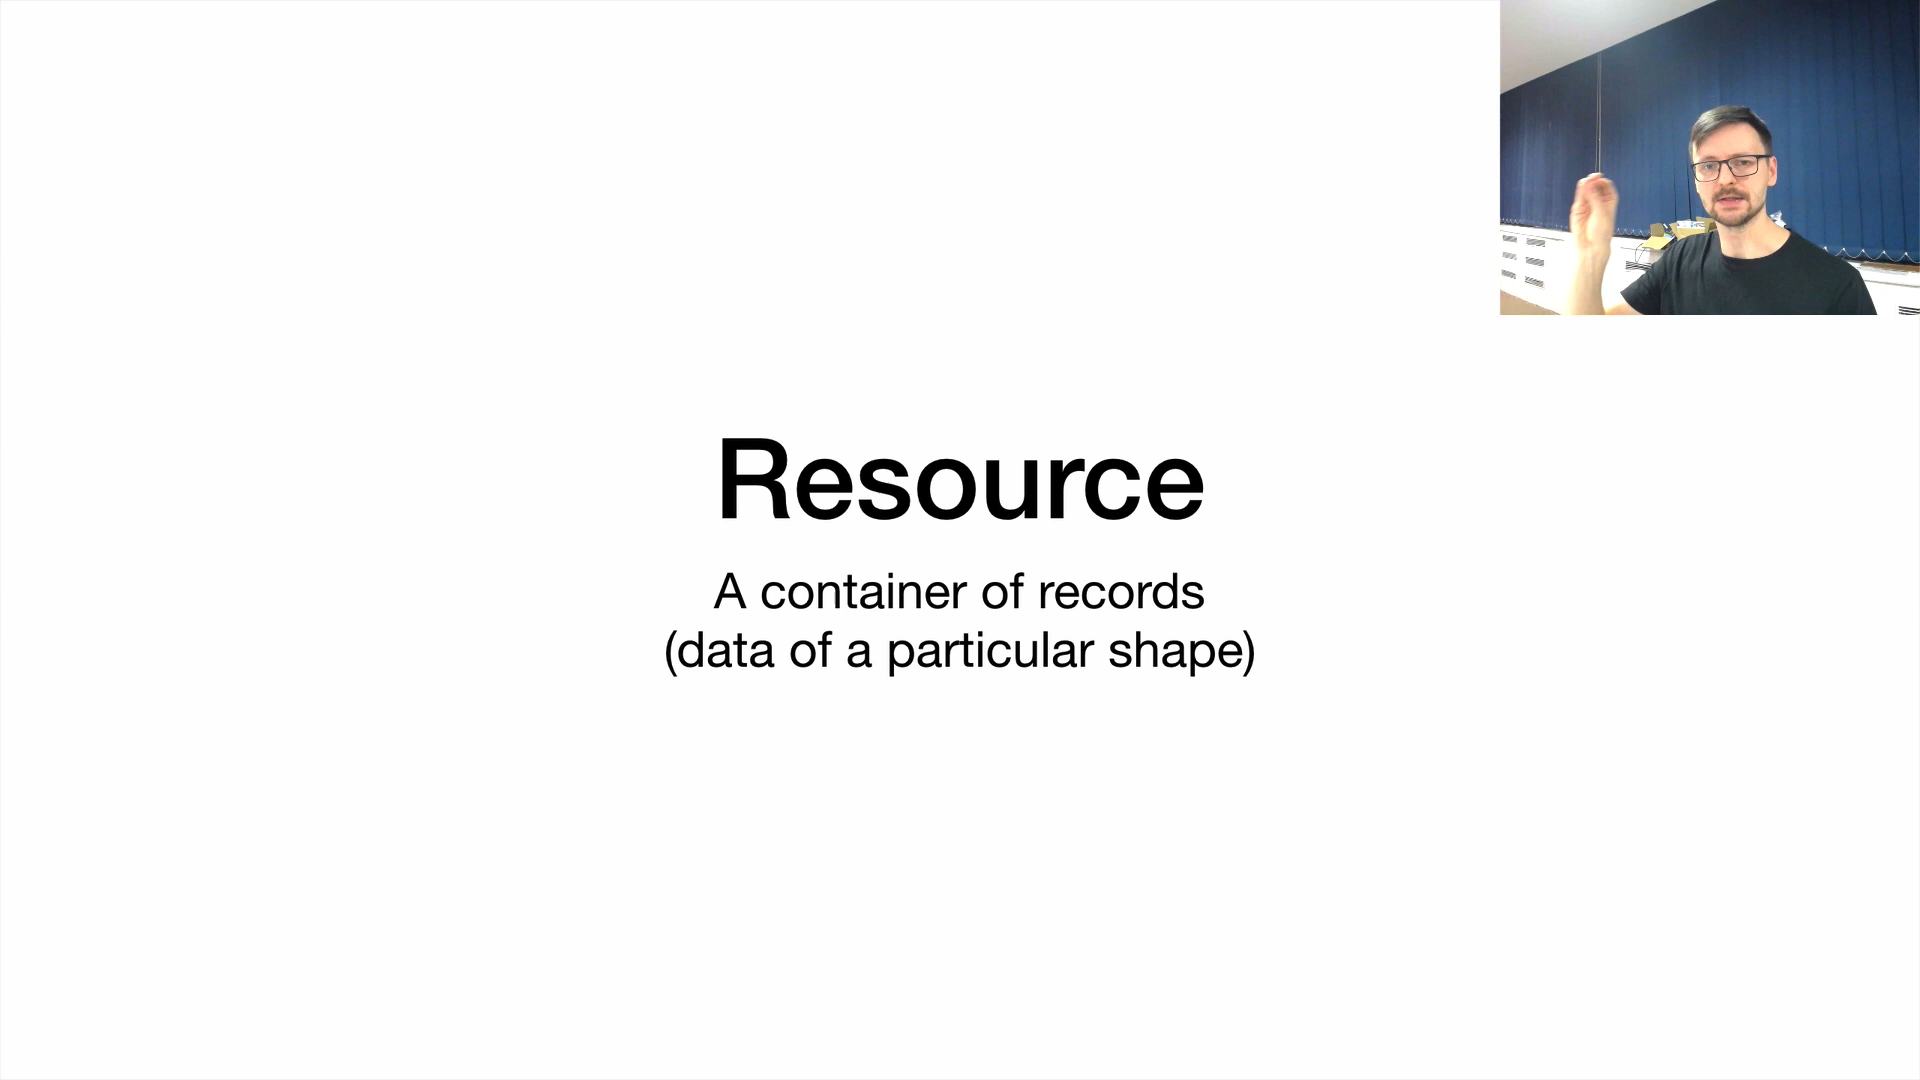 Resource
A container of records
(data of a particular shape)